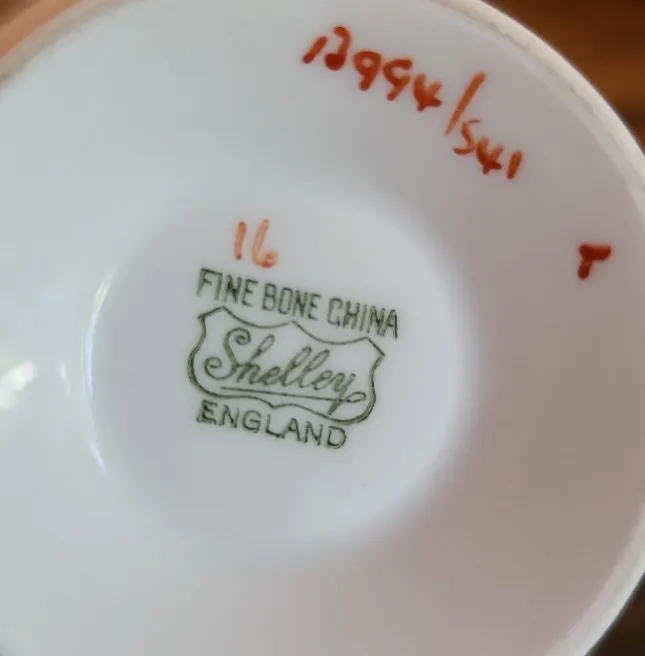 13994/S41
T
16
FINE BONE CHINA
Shelley
ENGLAND